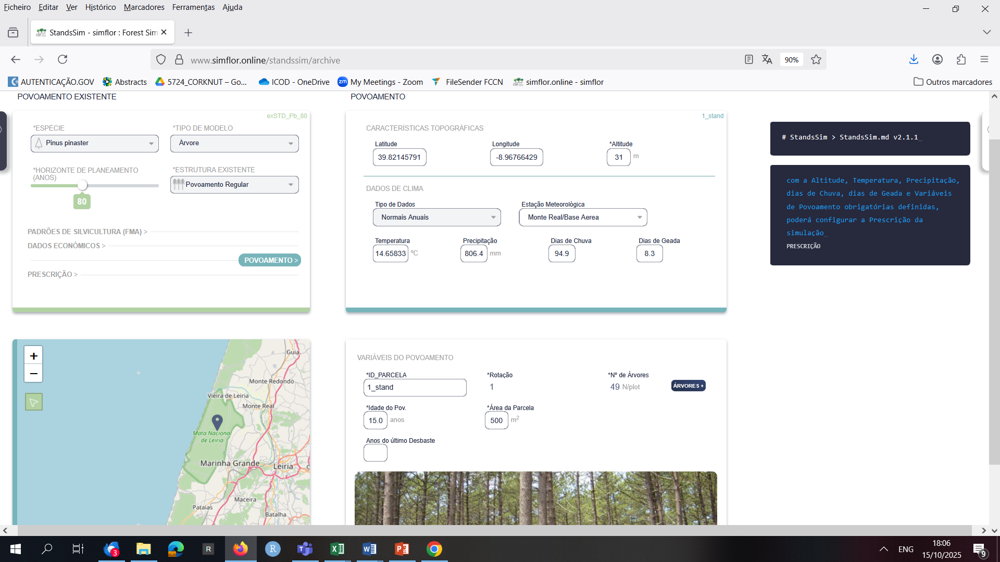 Ficheiro Editar Ver Histórico Marcadores Ferramentas Ajuda
StandsSim - simflor : Forest Sim
www.simflor.online/standssim/archive
90%
AUTENTICAÇÃO.GOV Abstracts 5724_CORKNUT – Go... ICOD - OneDrive zm My Meetings - Zoom FileSender FCCN simflor.online - simflor Outros marcadores
POVOAMENTO EXISTENTE
exSTD_Pb_80
*ESPÉCIE *TIPO DE MODELO
Pinus pinaster Árvore
*HORIZONTE DE PLANEAMENTO (ANOS) *ESTRUTURA EXISTENTE
Povoamento Regular
80
PADRÕES DE SILVICULTURA (FMA) >
DADOS ECONÓMICOS >
POVOAMENTO >
PRESCRIÇÃO >
POVOAMENTO
1_stand
CARACTERÍSTICAS TOPOGRÁFICAS
Latitude Longitude *Altitude
39.82145791 -8.96766429 31 m
DADOS DE CLIMA
Tipo de Dados Estação Meteorológica
Normais Anuais Monte Real/Base Aerea
Temperatura Precipitação Dias de Chuva Dias de Geada
14.65833 ºC 806.4 mm 94.9 8.3
# StandsSim > StandsSim.md v2.1.1_
com a Altitude, Temperatura, Precipitação,
dias de Chuva, dias de Geada e Variáveis
de Povoamento obrigatórias definidas,
poderá configurar a Prescrição da
simulação_
PRESCRIÇÃO
+
−
Guia
Monte Redondo
Vieira de Leiria
Monte Real
Mata Nacional
de Leiria
Marinha Grande
Leiria
Maceira
Pataias
Batalha
VARIÁVEIS DO POVOAMENTO
*ID_PARCELA *Rotação *Nº de Árvores
1_stand 1 49 N/plot ÁRVORES +
*Idade do Pov. *Área da Parcela
15.0 anos 500 m2
Anos do último Desbaste
3 R R ENG 18:06
15/10/2025 9